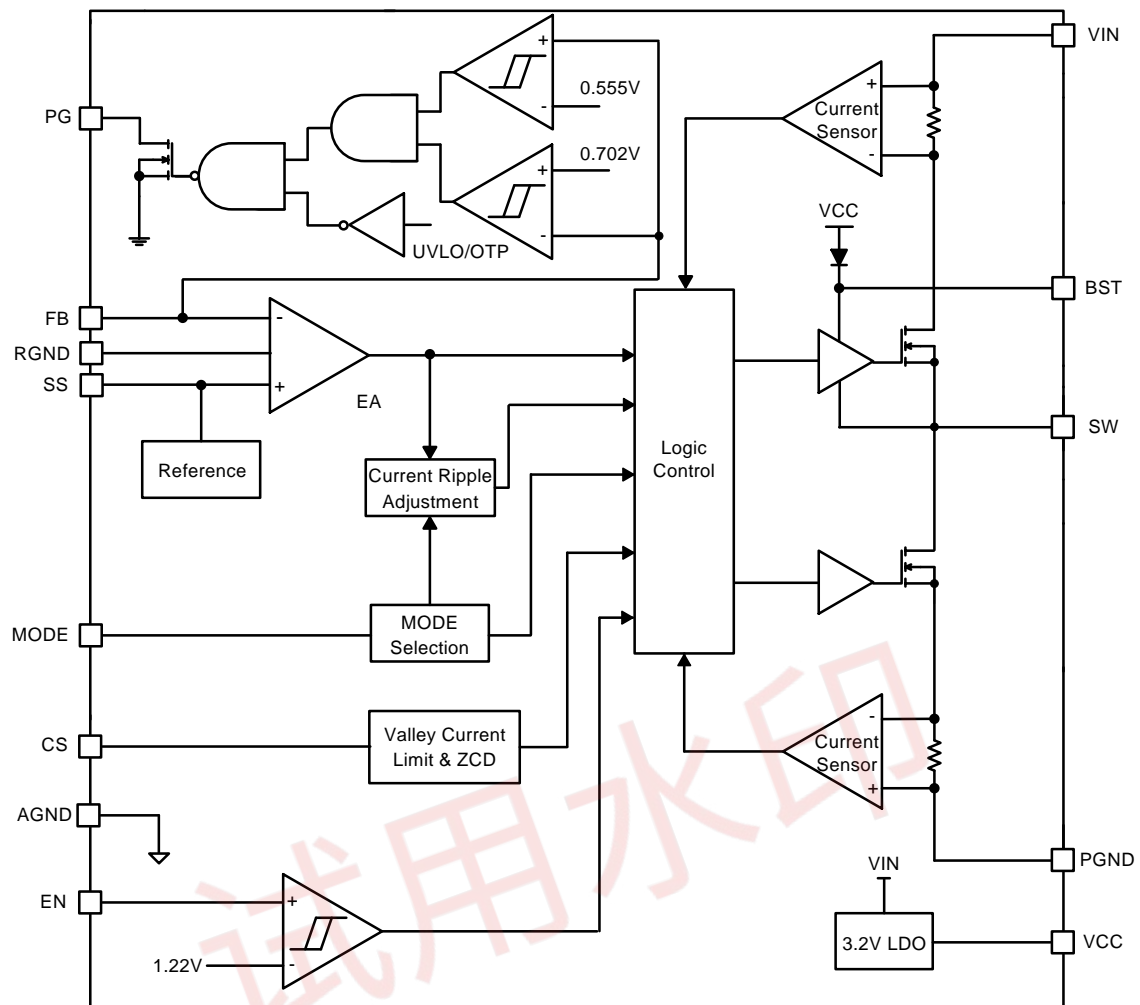 VIN
PG
+
0.555V
-
0.702V
+
-
UVLO/OTP
+
Current
Sensor
-
VCC
BST
FB
-
RGND
SS
+
EA
SW
Reference
Current Ripple
Adjustment
Logic
Control
MODE
MODE
Selection
CS
Valley Current
Limit & ZCD
-
Current
Sensor
+
AGND
PGND
EN
+
1.22V
-
VIN
3.2V LDO
VCC
试用水印